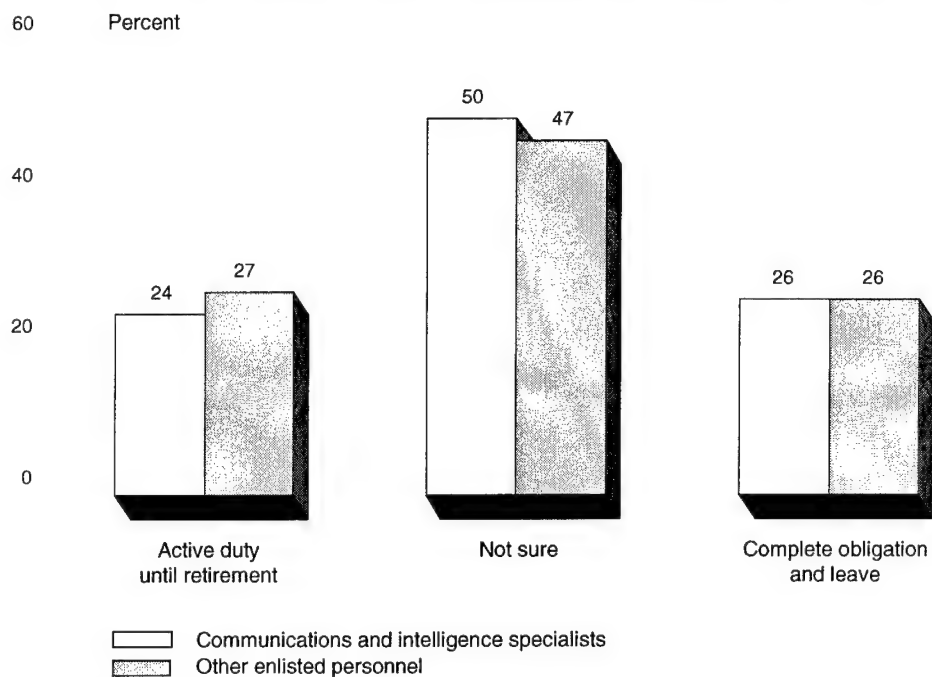 60 Percent
50
47
40
27
24
26 26
20
0
Active duty
until retirement
Not sure
Complete obligation
and leave
Communications and intelligence specialists
Other enlisted personnel